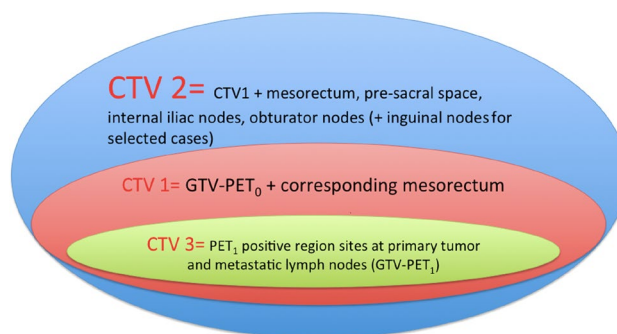 CTV 2= CTV1 + mesorectum, pre-sacral space,
internal iliac nodes, obturator nodes (+ inguinal nodes for
selected cases)
CTV 1= GTV-PET₀ + corresponding mesorectum
CTV 3= PET₁ positive region sites at primary tumor
and metastatic lymph nodes (GTV-PET₁)